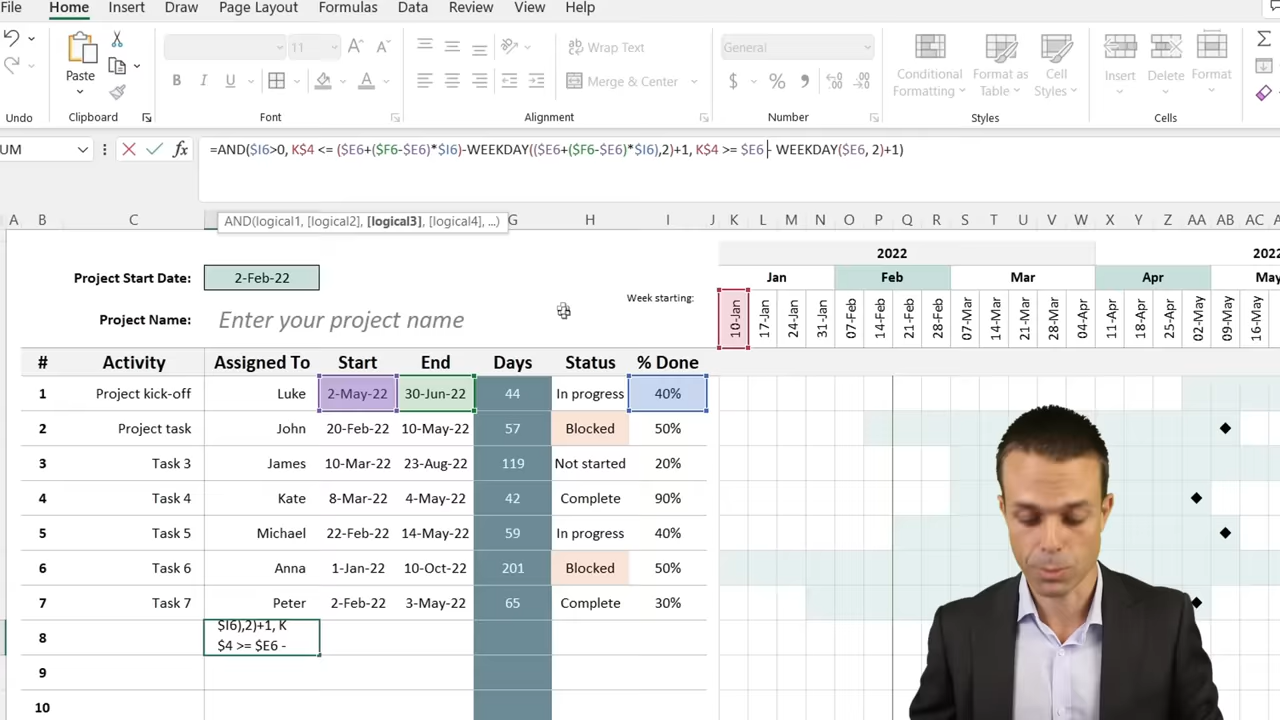 File Home Insert Draw Page Layout Formulas Data Review View Help
11 Wrap Text General
Paste B I U Merge & Center $ % Conditional Formatting Format as Table Cell Styles Insert Delete Format
Undo Clipboard Font Alignment Number Styles Cells
UM fx =AND($I6>0, K$4 <= ($E6+($F6-$E6)*$I6)-WEEKDAY(($E6+($F6-$E6)*$I6),2)+1, K$4 >= $E6 - WEEKDAY($E6, 2)+1)
AND(logical1, [logical2], [logical3], [logical4], ...)
A B C G H I J K L M N O P Q R S T U V W X Y Z AA AB AC
2022 2022
Project Start Date: 2-Feb-22 Jan Feb Mar Apr May
Week starting: 10-Jan 17-Jan 24-Jan 31-Jan 07-Feb 14-Feb 21-Feb 28-Feb 07-Mar 14-Mar 21-Mar 28-Mar 04-Apr 11-Apr 18-Apr 25-Apr 02-May 09-May 16-May
Project Name: Enter your project name
# Activity Assigned To Start End Days Status % Done
1 Project kick-off Luke 2-May-22 30-Jun-22 44 In progress 40%
2 Project task John 20-Feb-22 10-May-22 57 Blocked 50%
3 Task 3 James 10-Mar-22 23-Aug-22 119 Not started 20%
4 Task 4 Kate 8-Mar-22 4-May-22 42 Complete 90%
5 Task 5 Michael 22-Feb-22 14-May-22 59 In progress 40%
6 Task 6 Anna 1-Jan-22 10-Oct-22 201 Blocked 50%
7 Task 7 Peter 2-Feb-22 3-May-22 65 Complete 30%
$I6),2)+1, K
8 $4 >= $E6 -
9
10